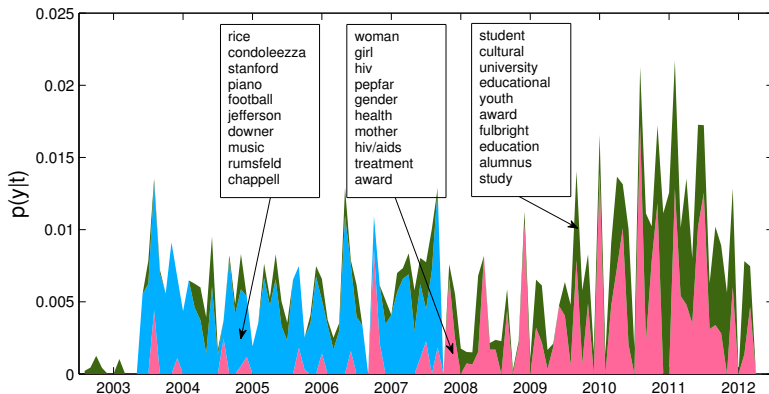 0.025
0.02
0.015
0.01
0.005
0
p(y|t)
rice
condoleezza
stanford
piano
football
jefferson
downer
music
rumsfeld
chappell
woman
girl
hiv
pepfar
gender
health
mother
hiv/aids
treatment
award
student
cultural
university
educational
youth
award
fulbright
education
alumnus
study
2003 2004 2005 2006 2007 2008 2009 2010 2011 2012